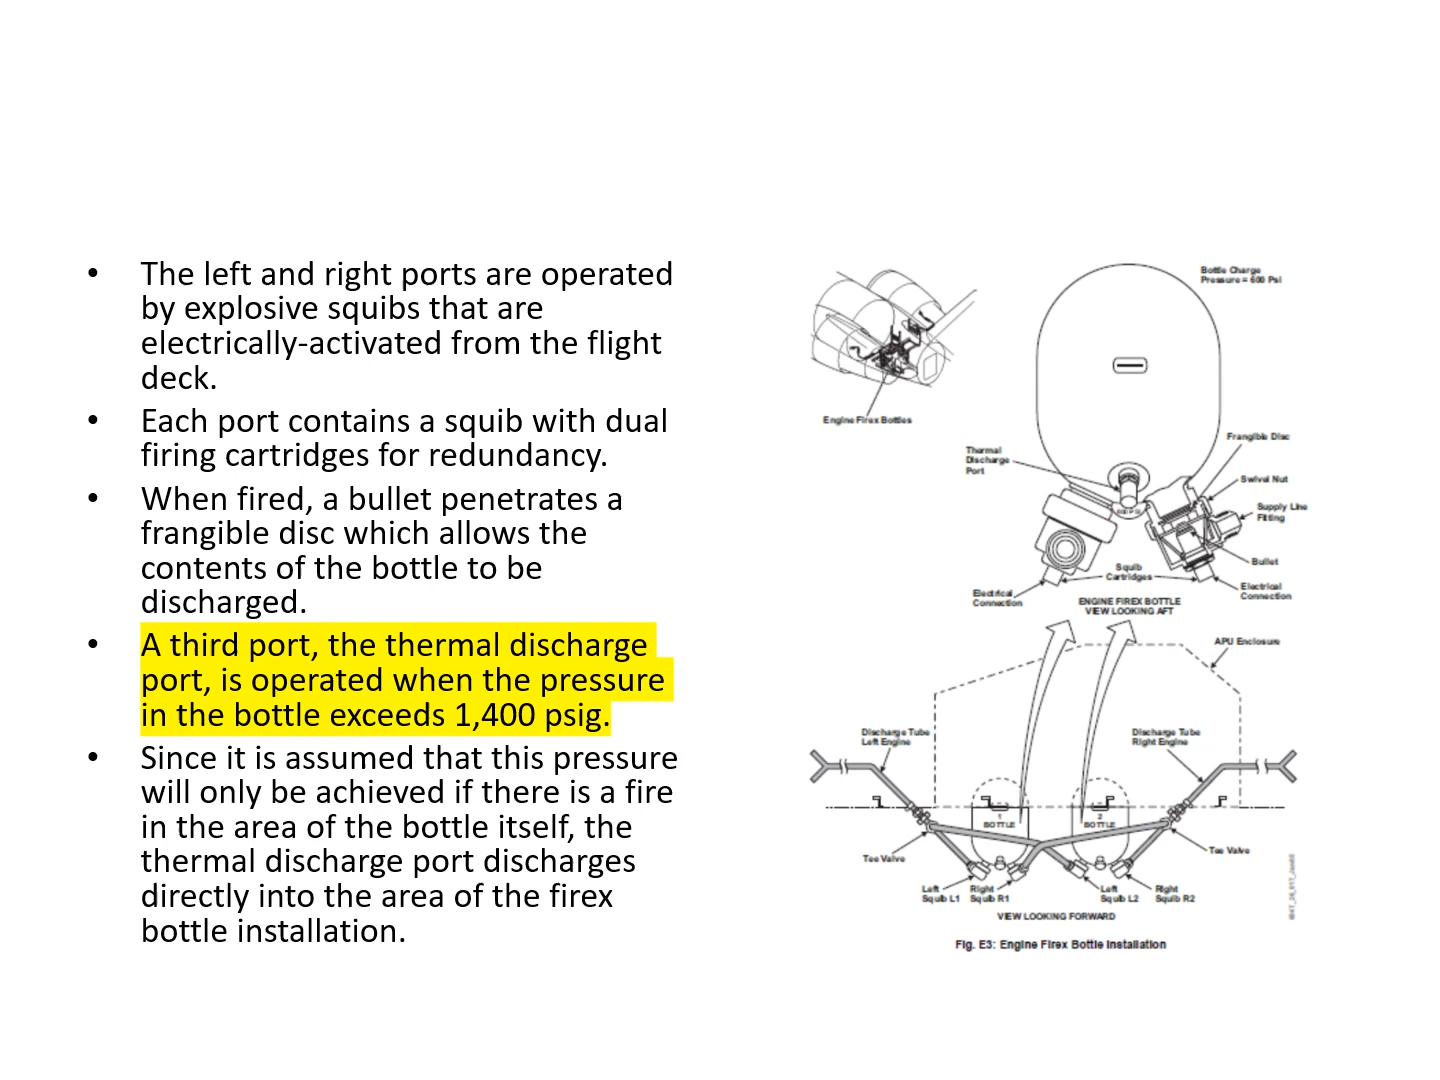 • The left and right ports are operated
by explosive squibs that are
electrically-activated from the flight
deck.
• Each port contains a squib with dual
firing cartridges for redundancy.
• When fired, a bullet penetrates a
frangible disc which allows the
contents of the bottle to be
discharged.
• A third port, the thermal discharge
port, is operated when the pressure
in the bottle exceeds 1,400 psig.
• Since it is assumed that this pressure
will only be achieved if there is a fire
in the area of the bottle itself, the
thermal discharge port discharges
directly into the area of the firex
bottle installation.
Bottle Charge
Pressure = 600 Psi
Engine Firex Bottles
Frangible Disc
Thermal
Discharge
Port
Swivel Nut
Supply Line
Fitting
Bullet
Squib
Cartridges
Electrical
Connection
Electrical
Connection
ENGINE FIREX BOTTLE
VIEW LOOKING AFT
APU Enclosure
Discharge Tube
Left Engine
Discharge Tube
Right Engine
1
BOTTLE
2
BOTTLE
Tee Valve
Tee Valve
Left
Squib L1
Right
Squib R1
Left
Squib L2
Right
Squib R2
VIEW LOOKING FORWARD
Fig. E3: Engine Firex Bottle Installation